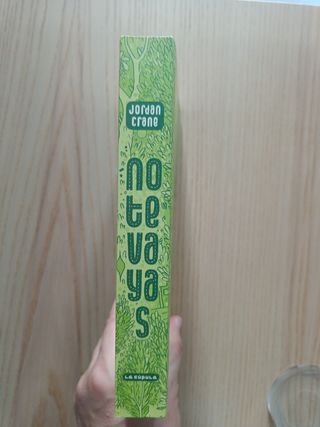 Jordan
Crane
no
te
va
ya
s
LA CÚPULA